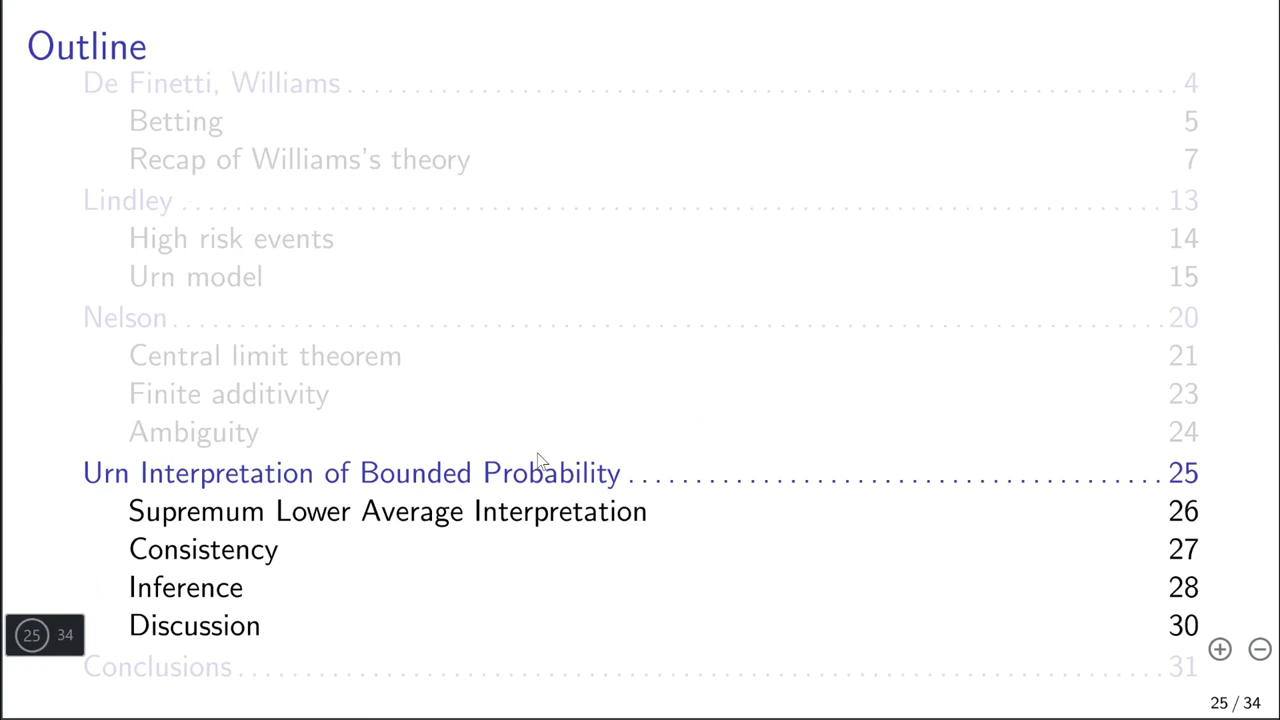 Outline
De Finetti, Williams 4
Betting 5
Recap of Williams's theory 7
Lindley 13
High risk events 14
Urn model 15
Nelson 20
Central limit theorem 21
Finite additivity 23
Ambiguity 24
Urn Interpretation of Bounded Probability 25
Supremum Lower Average Interpretation 26
Consistency 27
Inference 28
Discussion 30
25 34
Conclusions 31
25 / 34